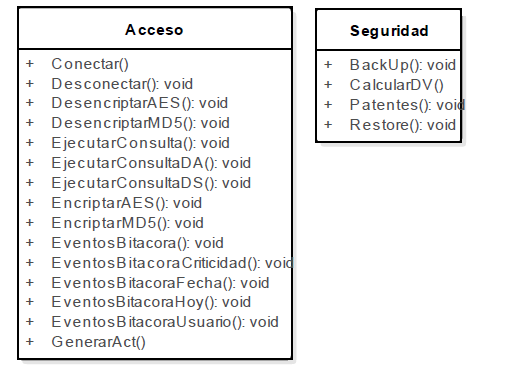 Acceso
+ Conectar()
+ Desconectar(): void
+ DesencriptarAES(): void
+ DesencriptarMD5(): void
+ EjecutarConsulta(): void
+ EjecutarConsultaDA(): void
+ EjecutarConsultaDS(): void
+ EncriptarAES(): void
+ EncriptarMD5(): void
+ EventosBitacora(): void
+ EventosBitacoraCriticidad(): void
+ EventosBitacoraFecha(): void
+ EventosBitacoraHoy(): void
+ EventosBitacoraUsuario(): void
+ GenerarAct()
Seguridad
+ BackUp(): void
+ CalcularDV()
+ Patentes(): void
+ Restore(): void